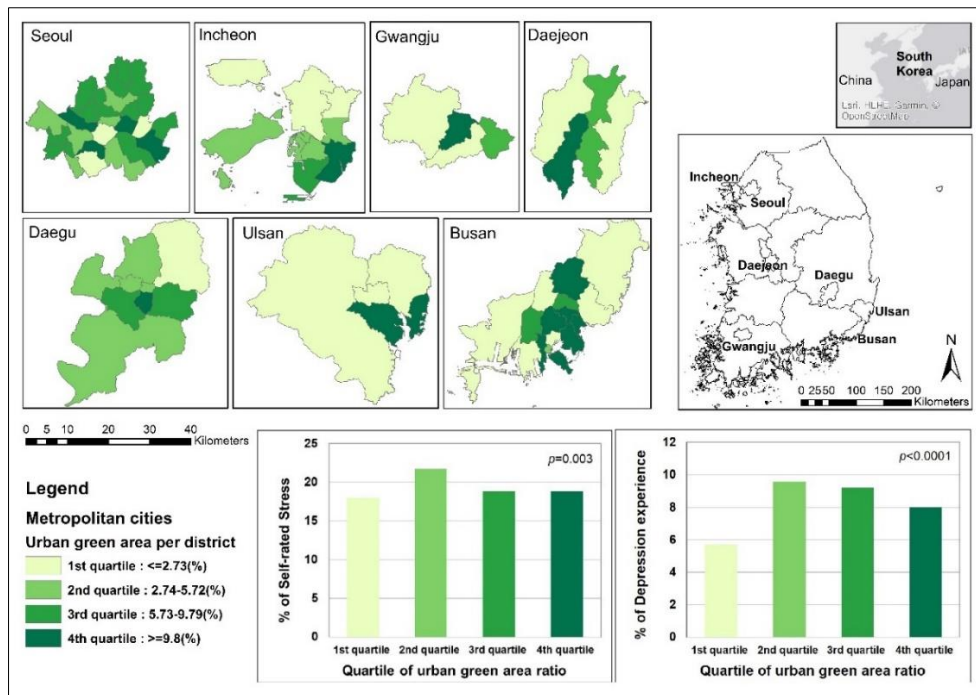 Seoul
Incheon
Gwangju
Daejeon
South
Korea
China
Japan
Esri, HERE, Garmin, ©
OpenStreetMap
Daegu
Ulsan
Busan
Incheon
Seoul
Daejeon
Daegu
Ulsan
Busan
Gwangju
N
0 2550 100 150 200
Kilometers
0 5 10 20 30 40
Kilometers
Legend
Metropolitan cities
Urban green area per district
1st quartile : <=2.73(%)
2nd quartile : 2.74-5.72(%)
3rd quartile : 5.73-9.79(%)
4th quartile : >=9.8(%)
% of Self-rated Stress
25
20
15
10
5
0
p=0.003
1st quartile 2nd quartile 3rd quartile 4th quartile
Quartile of urban green area ratio
% of Depression experience
12
10
8
6
4
2
0
p<0.0001
1st quartile 2nd quartile 3rd quartile 4th quartile
Quartile of urban green area ratio